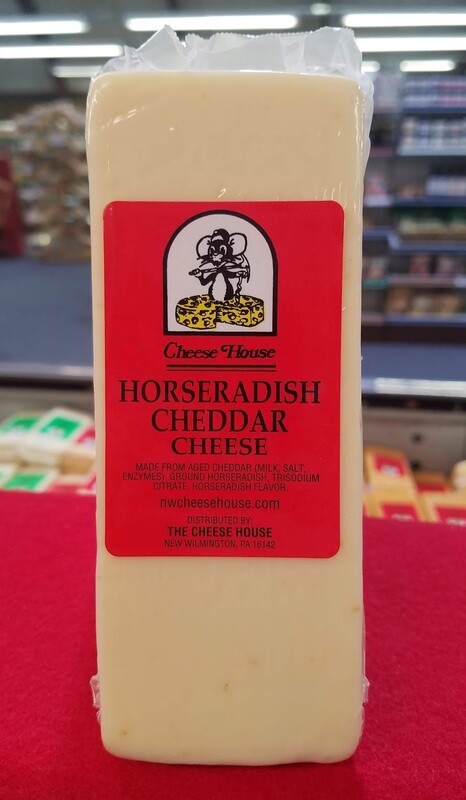 Cheese House
HORSERADISH
CHEDDAR
CHEESE
MADE FROM AGED CHEDDAR (MILK, SALT,
ENZYMES), GROUND HORSERADISH, TRISODIUM
CITRATE, HORSERADISH FLAVOR.
nwcheesehouse.com
DISTRIBUTED BY
THE CHEESE HOUSE
NEW WILMINGTON, PA 16142